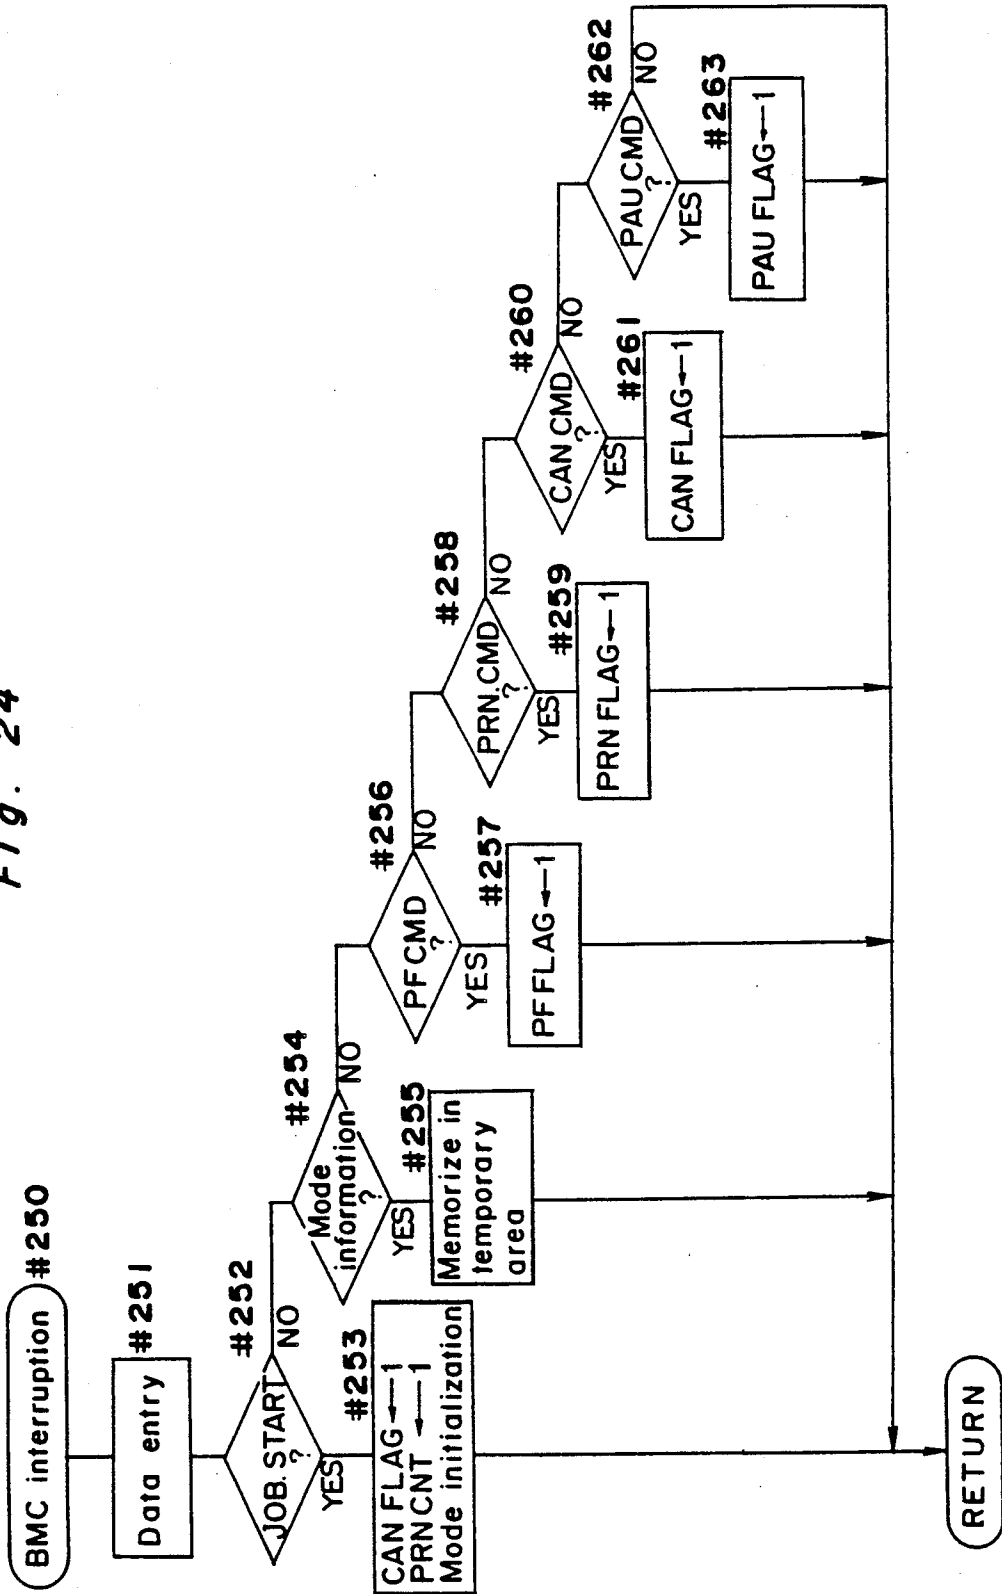 Fig. 24
BMC interruption #250
Data entry #251
#252
JOB.START
?
NO
YES
#253
CAN FLAG←1
PRNCNT ←1
Mode initialization
#254
Mode
information
?
NO
YES
#255
Memorize in
temporary
area
#256
PF CMD
?
NO
YES
#257
PF FLAG←1
#258
PRN.CMD
?
NO
YES
#259
PRN FLAG←1
#260
CAN CMD
?
NO
YES
#261
CAN FLAG←1
#262
PAU CMD
?
NO
YES
#263
PAU FLAG←1
RETURN